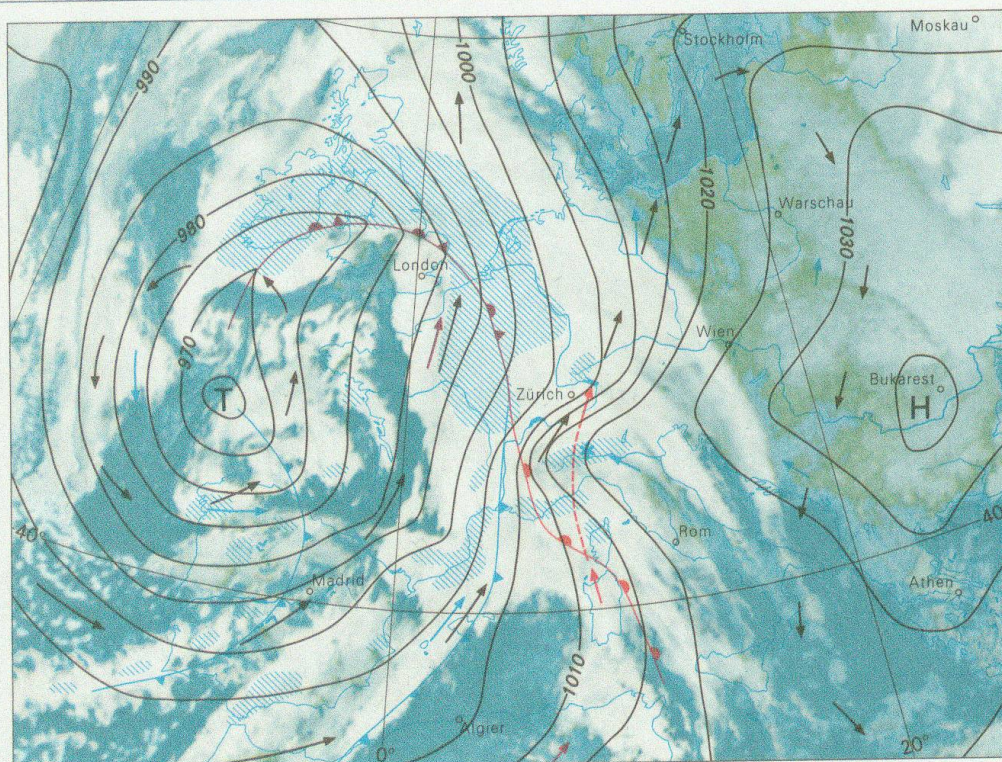 Moskau
Stockholm
990
1000
1020
Warschau
980
1030
London
Wien
970
Bukarest
T
Zürich
H
40°
40°
Rom
Madrid
Athen
1010
Algier
0°
20°